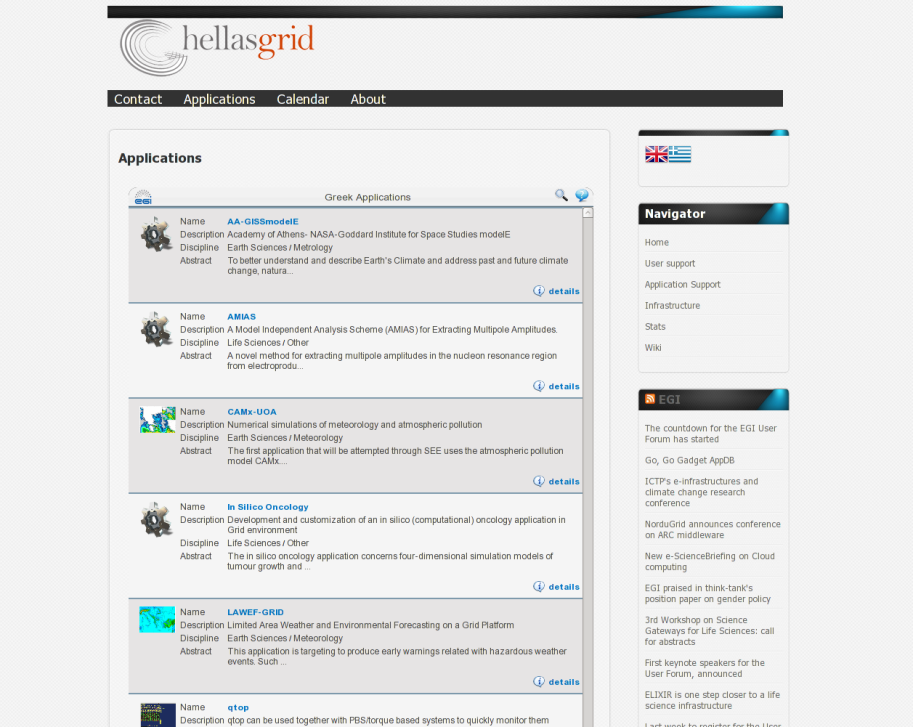 hellasgrid
Contact Applications Calendar About
Applications
EGI Greek Applications
Name AA-GISSmodelE
Description Academy of Athens- NASA-Goddard Institute for Space Studies modelE
Discipline Earth Sciences / Metrology
Abstract To better understand and describe Earth's Climate and address past and future climate
change, natura...
details
Name AMIAS
Description A Model Independent Analysis Scheme (AMIAS) for Extracting Multipole Amplitudes.
Discipline Life Sciences / Other
Abstract A novel method for extracting multipole amplitudes in the nucleon resonance region
from electroprodu...
details
Name CAMx-UOA
Description Numerical simulations of meteorology and atmospheric pollution
Discipline Earth Sciences / Meteorology
Abstract The first application that will be attempted through SEE uses the atmospheric pollution
model CAMx....
details
Name In Silico Oncology
Description Development and customization of an in silico (computational) oncology application in
Grid environment
Discipline Life Sciences / Other
Abstract The in silico oncology application concerns four-dimensional simulation models of
tumour growth and ...
details
Name LAWEF-GRID
Description Limited Area Weather and Environmental Forecasting on a Grid Platform
Discipline Earth Sciences / Meteorology
Abstract This application is targeting to produce early warnings related with hazardous weather
events. Such ...
details
Name qtop
Description qtop can be used together with PBS/torque based systems to quickly monitor them
Navigator
Home
User support
Application Support
Infrastructure
Stats
Wiki
EGI
The countdown for the EGI User
Forum has started
Go, Go Gadget AppDB
ICTP's e-infrastructures and
climate change research
conference
NorduGrid announces conference
on ARC middleware
New e-ScienceBriefing on Cloud
computing
EGI praised in think-tank's
position paper on gender policy
3rd Workshop on Science
Gateways for Life Sciences: call
for abstracts
First keynote speakers for the
User Forum, announced
ELIXIR is one step closer to a life
science infrastructure
Last week to register for the User